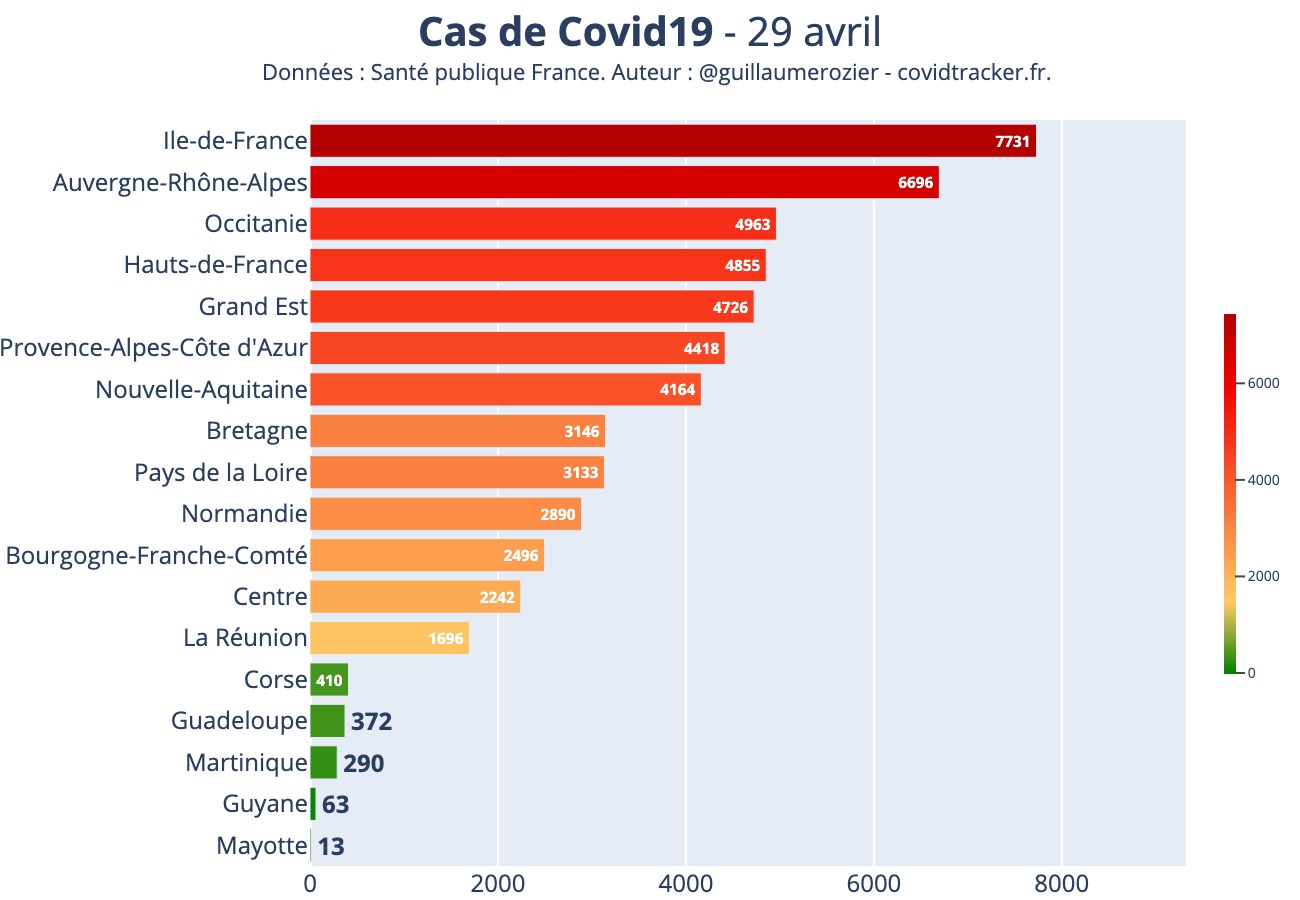 Cas de Covid19 - 29 avril
Données : Santé publique France. Auteur : @guillaumerozier - covidtracker.fr.
Ile-de-France 7731
Auvergne-Rhône-Alpes 6696
Occitanie 4963
Hauts-de-France 4855
Grand Est 4726
Provence-Alpes-Côte d'Azur 4418
Nouvelle-Aquitaine 4164
Bretagne 3146
Pays de la Loire 3133
Normandie 2890
Bourgogne-Franche-Comté 2496
Centre 2242
La Réunion 1696
Corse 410
Guadeloupe 372
Martinique 290
Guyane 63
Mayotte 13
0 2000 4000 6000 8000
6000
4000
2000
0